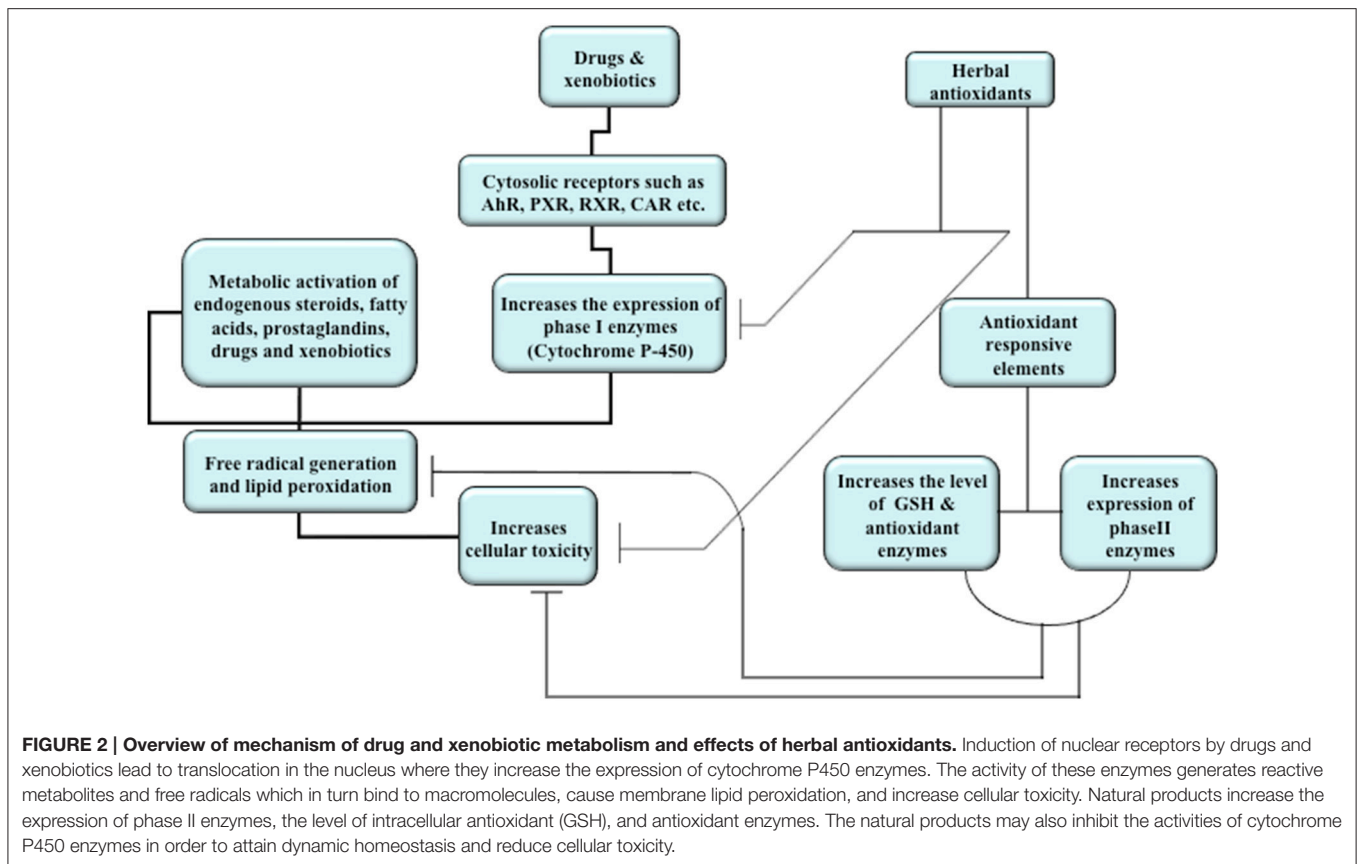 Drugs &
xenobiotics
Herbal
antioxidants
Cytosolic receptors such as
AhR, PXR, RXR, CAR etc.
Metabolic activation of
endogenous steroids, fatty
acids, prostaglandins,
drugs and xenobiotics
Increases the expression of
phase I enzymes
(Cytochrome P-450)
Antioxidant
responsive
elements
Free radical generation
and lipid peroxidation
Increases
cellular toxicity
Increases the level
of GSH &
antioxidant
enzymes
Increases
expression of
phaseII
enzymes
FIGURE 2 | Overview of mechanism of drug and xenobiotic metabolism and effects of herbal antioxidants. Induction of nuclear receptors by drugs and
xenobiotics lead to translocation in the nucleus where they increase the expression of cytochrome P450 enzymes. The activity of these enzymes generates reactive
metabolites and free radicals which in turn bind to macromolecules, cause membrane lipid peroxidation, and increase cellular toxicity. Natural products increase the
expression of phase II enzymes, the level of intracellular antioxidant (GSH), and antioxidant enzymes. The natural products may also inhibit the activities of cytochrome
P450 enzymes in order to attain dynamic homeostasis and reduce cellular toxicity.